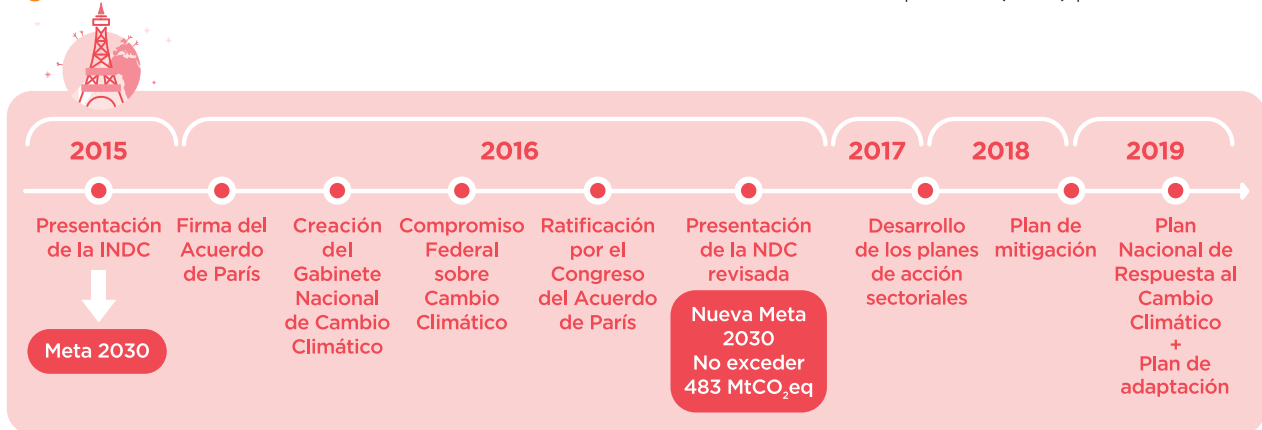 2015
2016
2017
2018
2019
Presentación
de la INDC
Meta 2030
Firma del
Acuerdo
de París
Creación
del
Gabinete
Nacional
de Cambio
Climático
Compromiso
Federal
sobre
Cambio
Climático
Ratificación
por el
Congreso
del Acuerdo
de París
Presentación
de la NDC
revisada
Nueva Meta
2030
No exceder
483 MtCO₂eq
Desarrollo
de los planes
de acción
sectoriales
Plan de
mitigación
Plan
Nacional de
Respuesta al
Cambio
Climático
+
Plan de
adaptación